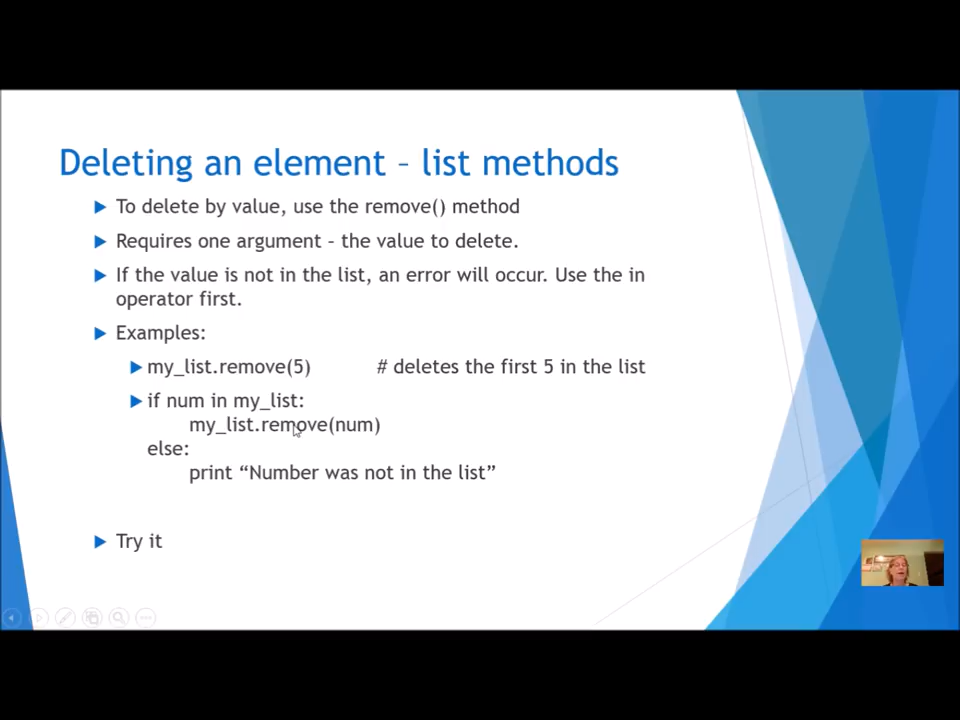 Deleting an element – list methods
To delete by value, use the remove() method
Requires one argument – the value to delete.
If the value is not in the list, an error will occur. Use the in
operator first.
Examples:
my_list.remove(5) # deletes the first 5 in the list
if num in my_list:
my_list.remove(num)
else:
print “Number was not in the list”
Try it